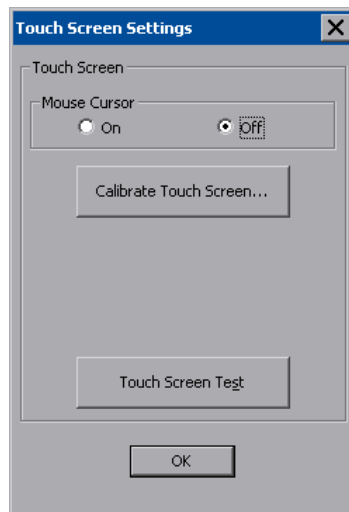 Touch Screen Settings
Touch Screen
Mouse Cursor
On Off
Calibrate Touch Screen...
Touch Screen Test
OK